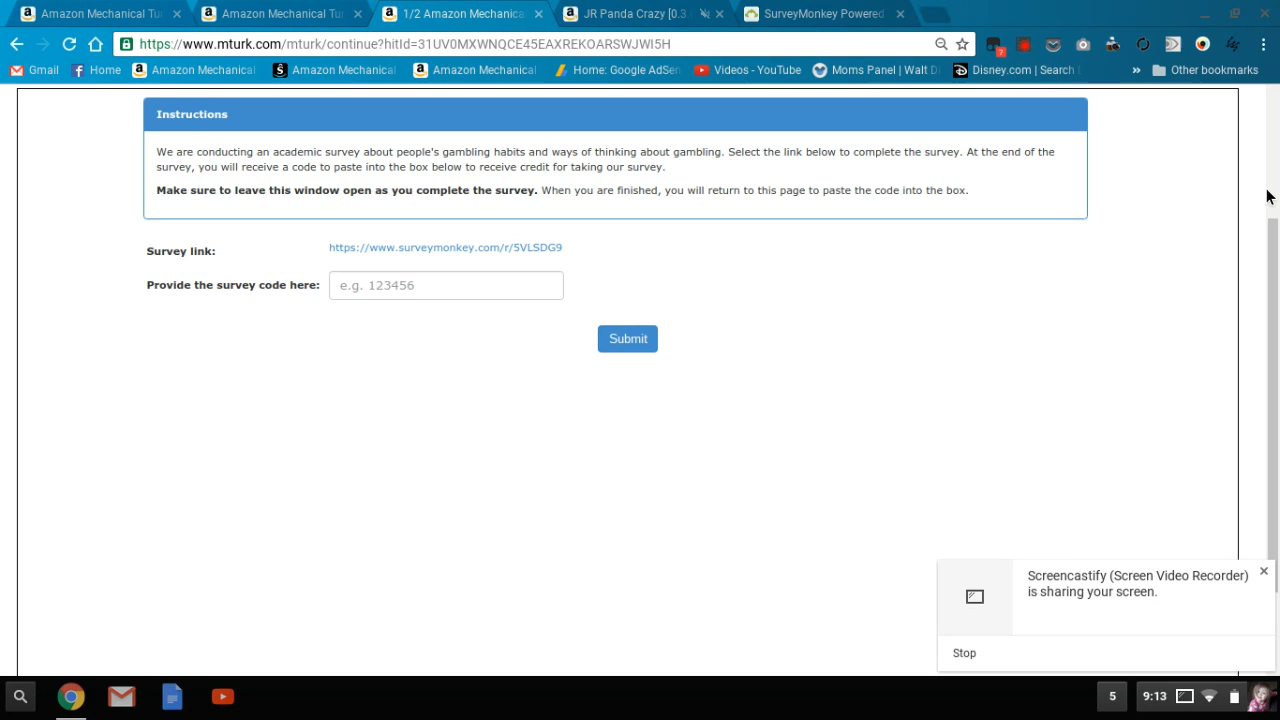 Amazon Mechanical Tu
Amazon Mechanical Tu
1/2 Amazon Mechanica
JR Panda Crazy [0.3.
SurveyMonkey Powered
https://www.mturk.com/mturk/continue?hitId=31UV0MXWNQCE45EAXREKOARSWJWI5H
7
Gmail
Home
Amazon Mechanical
Amazon Mechanical
Amazon Mechanical
Home: Google AdSen
Videos - YouTube
Moms Panel | Walt D
Disney.com | Search
»
Other bookmarks
Instructions
We are conducting an academic survey about people's gambling habits and ways of thinking about gambling. Select the link below to complete the survey. At the end of the
survey, you will receive a code to paste into the box below to receive credit for taking our survey.
Make sure to leave this window open as you complete the survey. When you are finished, you will return to this page to paste the code into the box.
Survey link:
https://www.surveymonkey.com/r/5VLSDG9
Provide the survey code here:
e.g. 123456
Submit
Screencastify (Screen Video Recorder)
is sharing your screen.
Stop
5
9:13